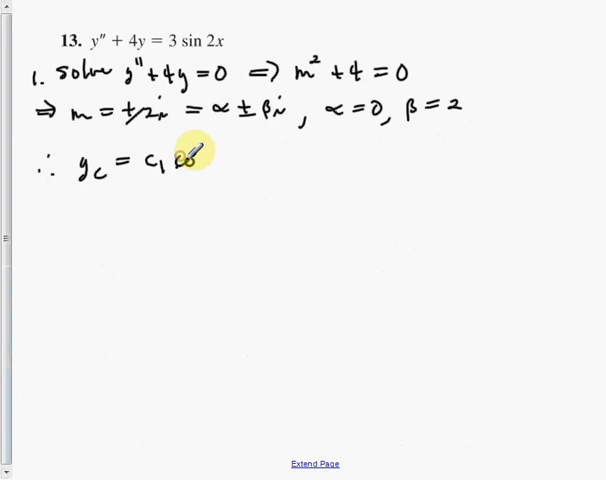 13. y″ + 4y = 3 sin 2x
1. Solve y″ + 4y = 0 ⇒ m² + 4 = 0
⇒ m = ±2i = α ± βi, α = 0, β = 2
∴ y_c = c₁ co
Extend Page